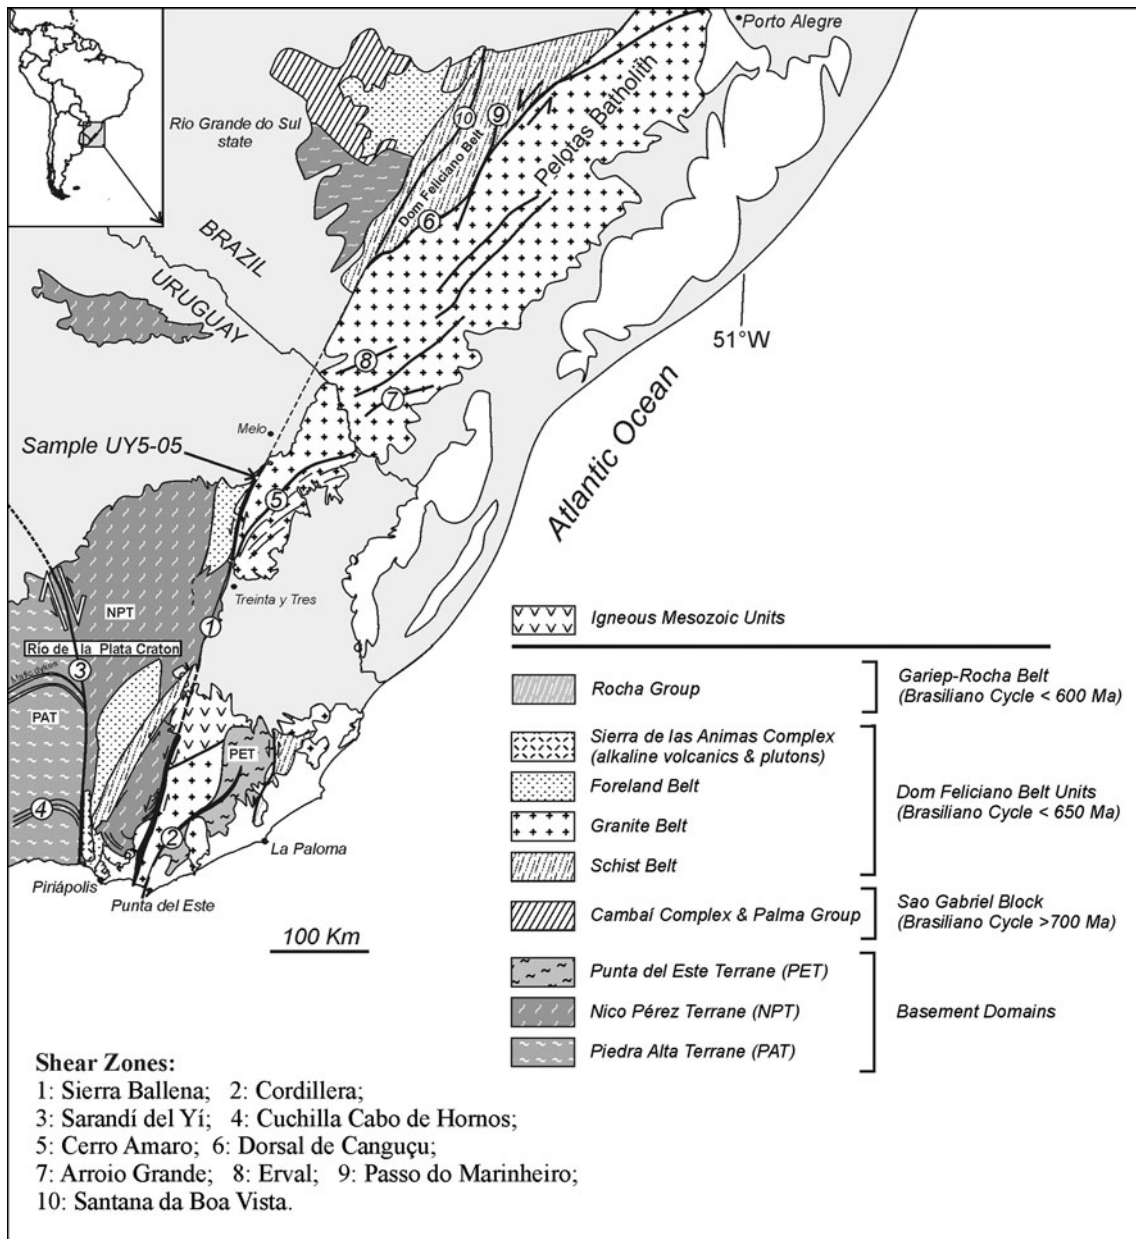 Porto Alegre
Rio Grande do Sul
state
10
9
Dom Feliciano Belt
Pelotas Batholith
6
BRAZIL
URUGUAY
51°W
8
7
Atlantic Ocean
Melo
Sample UY5-05
5
Treinta y Tres
NPT
1
Río de la Plata Craton
3
Mafic dykes
PAT
PET
4
2
La Paloma
Piriápolis
Punta del Este
100 Km
Igneous Mesozoic Units
Rocha Group
Gariep-Rocha Belt
(Brasiliano Cycle < 600 Ma)
Sierra de las Animas Complex
(alkaline volcanics & plutons)
Foreland Belt
Granite Belt
Schist Belt
Dom Feliciano Belt Units
(Brasiliano Cycle < 650 Ma)
Cambaí Complex & Palma Group
Sao Gabriel Block
(Brasiliano Cycle >700 Ma)
Punta del Este Terrane (PET)
Nico Pérez Terrane (NPT)
Piedra Alta Terrane (PAT)
Basement Domains
Shear Zones:
1: Sierra Ballena; 2: Cordillera;
3: Sarandí del Yí; 4: Cuchilla Cabo de Hornos;
5: Cerro Amaro; 6: Dorsal de Canguçu;
7: Arroio Grande; 8: Erval; 9: Passo do Marinheiro;
10: Santana da Boa Vista.